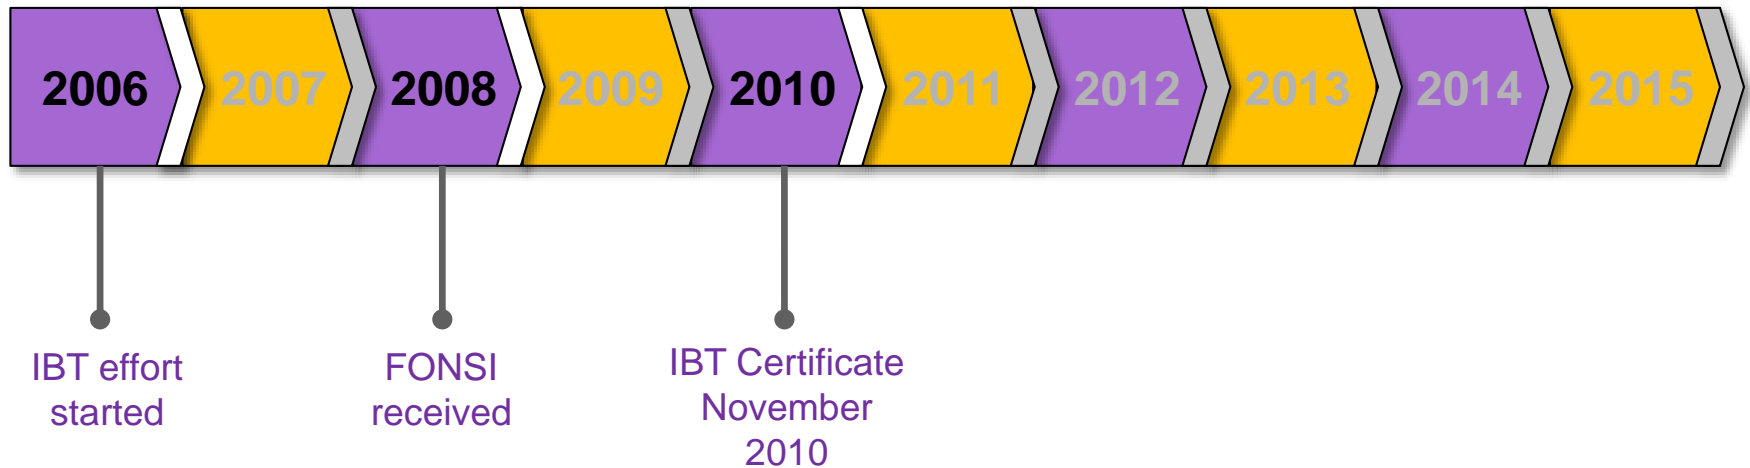 2006 2007 2008 2009 2010 2011 2012 2013 2014 2015
IBT effort
started
FONSI
received
IBT Certificate
November
2010